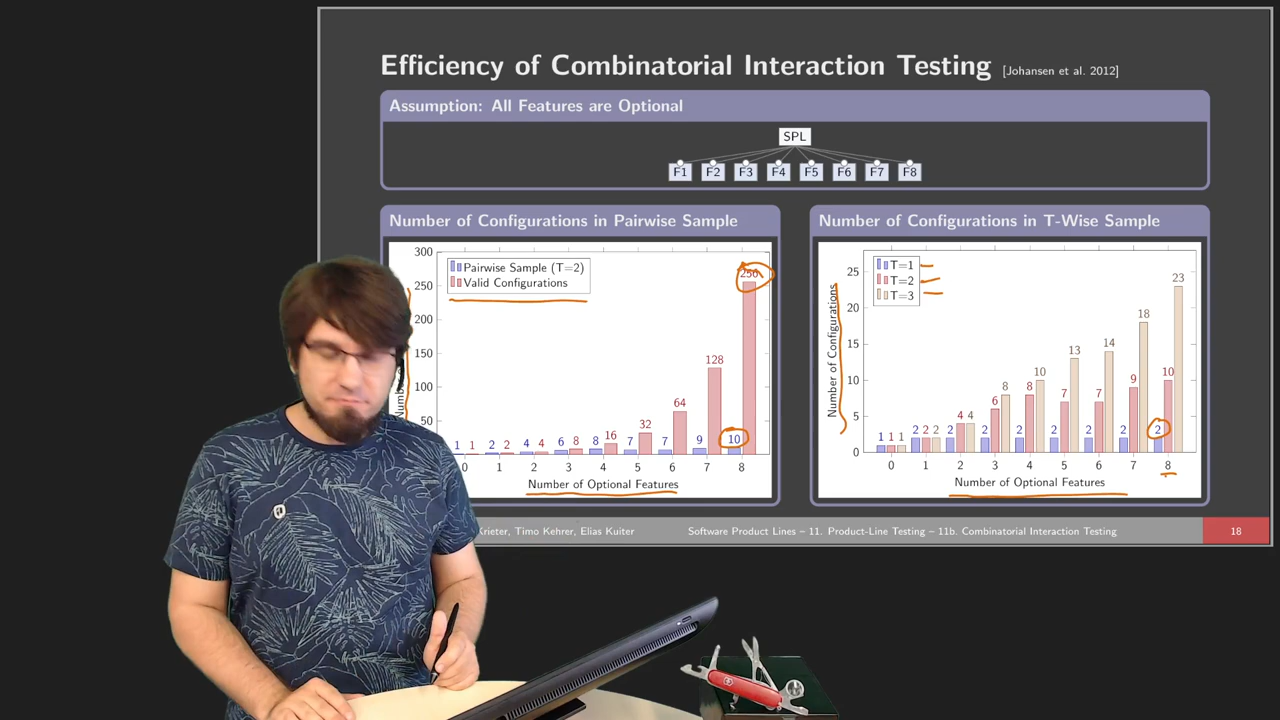 Efficiency of Combinatorial Interaction Testing [Johansen et al. 2012]
Assumption: All Features are Optional
SPL
F1 F2 F3 F4 F5 F6 F7 F8
Number of Configurations in Pairwise Sample
300
250
200
150
100
50
Pairwise Sample (T=2)
Valid Configurations
1 1 2 2 4 4 6 8 8 16 7 32 7 64 9 128 10 256
0 1 2 3 4 5 6 7 8
Number of Optional Features
Number of Configurations in T-Wise Sample
Number of Configurations
25
20
15
10
5
0
T=1
T=2
T=3
1 1 1 2 2 2 2 4 4 2 6 8 2 8 10 2 7 13 2 7 14 2 9 18 2 10 23
0 1 2 3 4 5 6 7 8
Number of Optional Features
Krieter, Timo Kehrer, Elias Kuiter
Software Product Lines – 11. Product-Line Testing – 11b. Combinatorial Interaction Testing
18